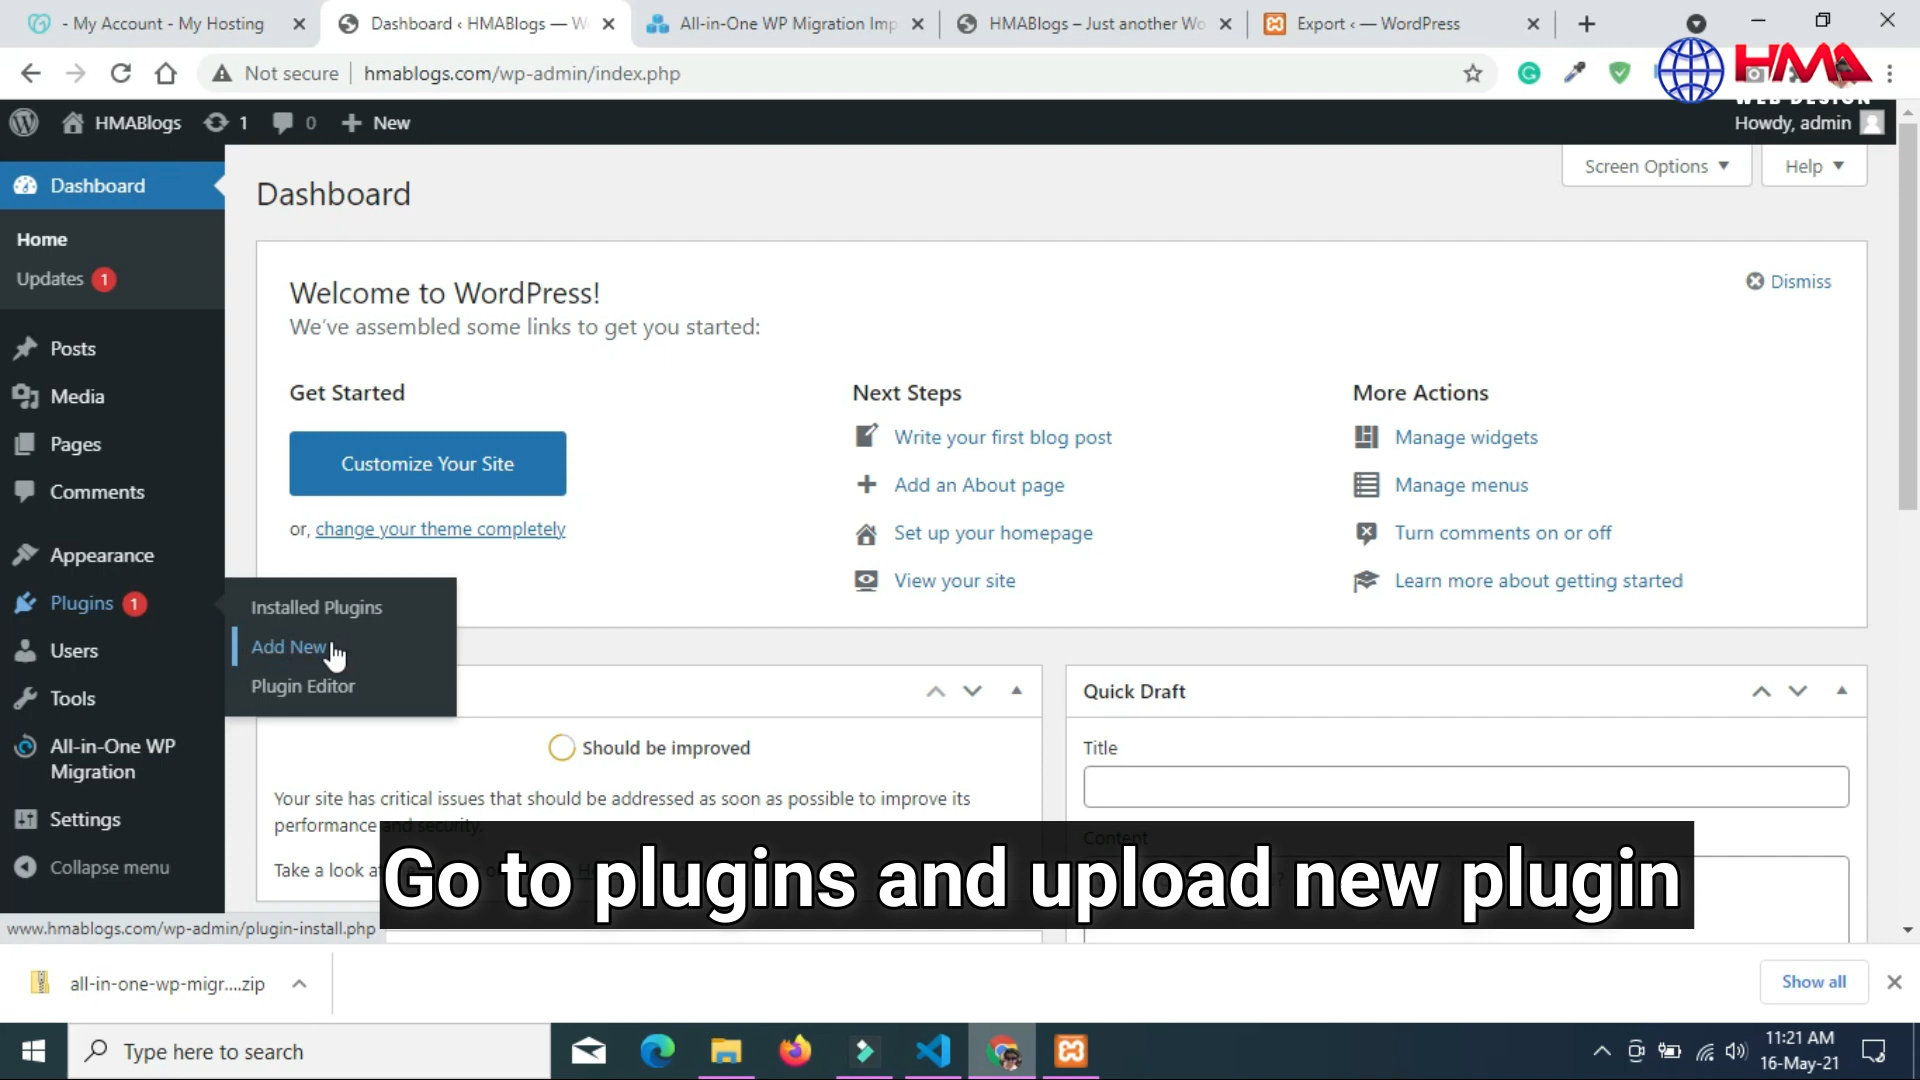 - My Account - My Hosting
Dashboard ‹ HMABlogs — W
All-in-One WP Migration Imp
HMABlogs – Just another Wo
Export ‹ — WordPress
Not secure
hmablogs.com/wp-admin/index.php
HMA
WEB DESIGN
HMABlogs
1
0
New
Howdy, admin
Screen Options
Help
Dashboard
Home
Updates 1
Posts
Media
Pages
Comments
Appearance
Plugins 1
Users
Tools
All-in-One WP
Migration
Settings
Collapse menu
Installed Plugins
Add New
Plugin Editor
Dashboard
Welcome to WordPress!
We've assembled some links to get you started:
Dismiss
Get Started
Customize Your Site
or, change your theme completely
Next Steps
Write your first blog post
Add an About page
Set up your homepage
View your site
More Actions
Manage widgets
Manage menus
Turn comments on or off
Learn more about getting started
Should be improved
Your site has critical issues that should be addressed as soon as possible to improve its
performance and security.
Take a look at
Quick Draft
Title
Content
Go to plugins and upload new plugin
www.hmablogs.com/wp-admin/plugin-install.php
all-in-one-wp-migr....zip
Show all
Type here to search
11:21 AM
16-May-21